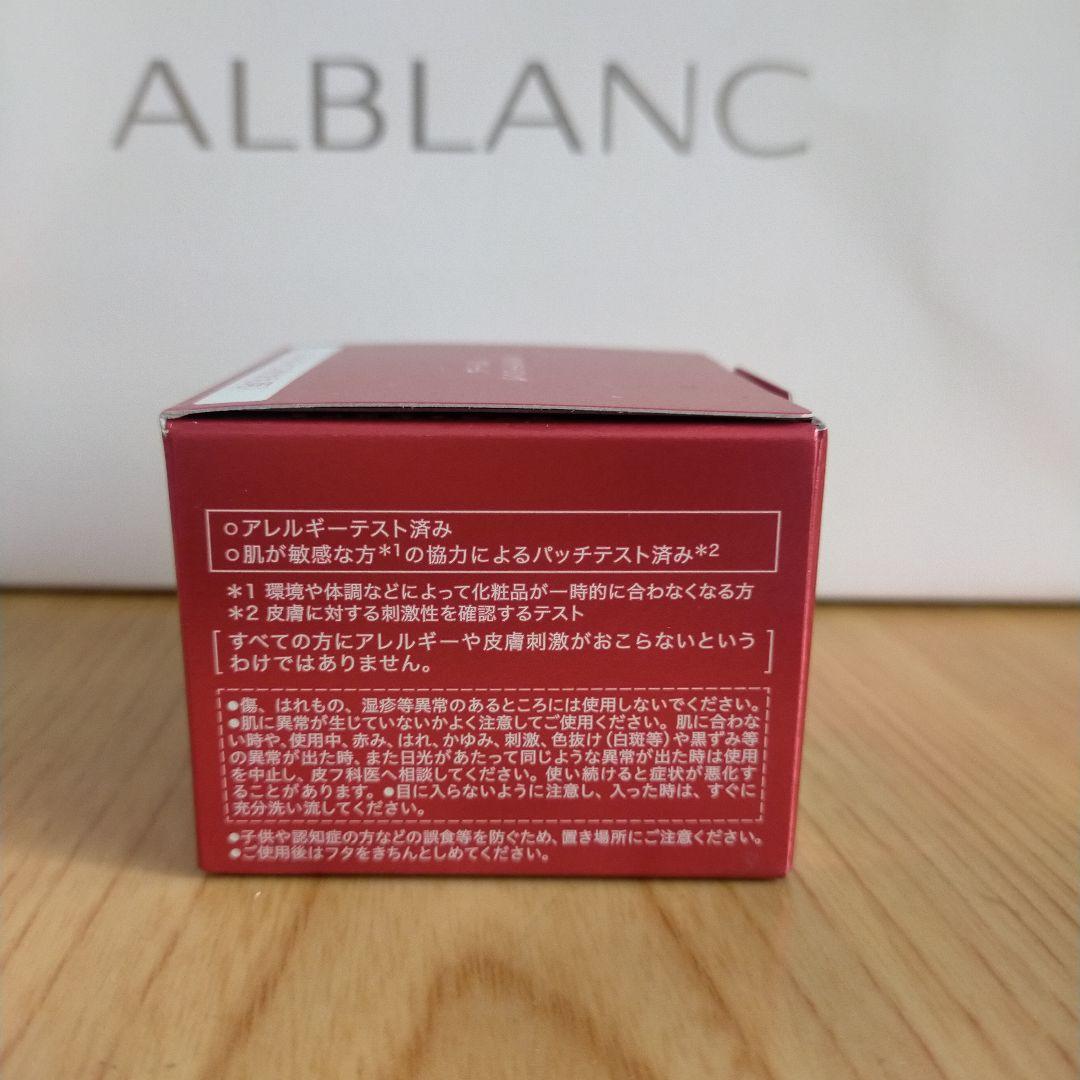 ALBLANC
○アレルギーテスト済み
○肌が敏感な方*1の協力によるパッチテスト済み*2
*1 環境や体調などによって化粧品が一時的に合わなくなる方
*2 皮膚に対する刺激性を確認するテスト
すべての方にアレルギーや皮膚刺激がおこらないという
わけではありません。
●傷、はれもの、湿疹等異常のあるところには使用しないでください。
●肌に異常が生じていないかよく注意してご使用ください。肌に合わな
い時や、使用中、赤み、はれ、かゆみ、刺激、色抜け(白斑等)や黒ずみ等
の異常が出た時、また日光があたって同じような異常が出た時は使用
を中止し、皮フ科医へ相談してください。使い続けると症状が悪化す
ることがあります。●目に入らないように注意し、入った時は、すぐに
充分洗い流してください。
●子供や認知症の方などの誤食等を防ぐため、置き場所にご注意ください。
●ご使用後はフタをきちんとしめてください。